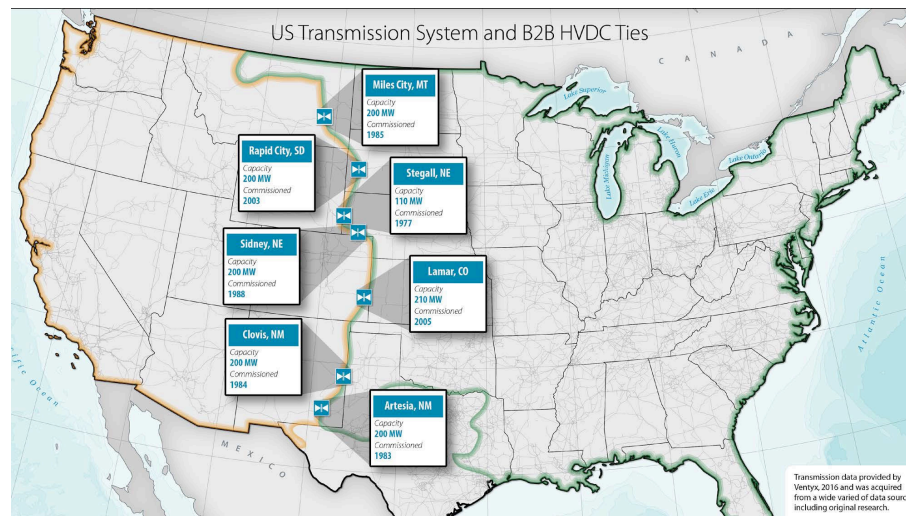 US Transmission System and B2B HVDC Ties
CANADA
Miles City, MT
Capacity
200 MW
Commissioned
1985
Lake Superior
Lake Huron
Lake Ontario
Lake Michigan
Lake Erie
Rapid City, SD
Capacity
200 MW
Commissioned
2003
Stegall, NE
Capacity
110 MW
Commissioned
1977
Sidney, NE
Capacity
200 MW
Commissioned
1988
Lamar, CO
Capacity
210 MW
Commissioned
2005
Atlantic Ocean
Clovis, NM
Capacity
200 MW
Commissioned
1984
Ocean
Artesia, NM
Capacity
200 MW
Commissioned
1983
MEXICO
Transmission data provided by
Ventyx, 2016 and was acquired
from a wide varied of data sourc
including original research.